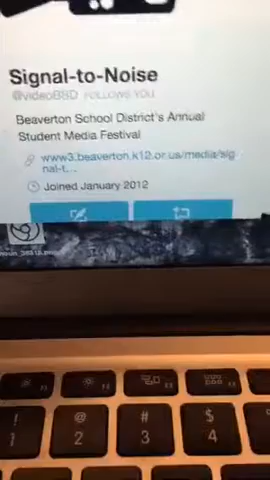 Signal-to-Noise
@videoBSD FOLLOWS YOU
Beaverton School District's Annual
Student Media Festival
www3.beaverton.k12.or.us/media/sig
nal-t...
Joined January 2012
! @ # $
1 2 3 4